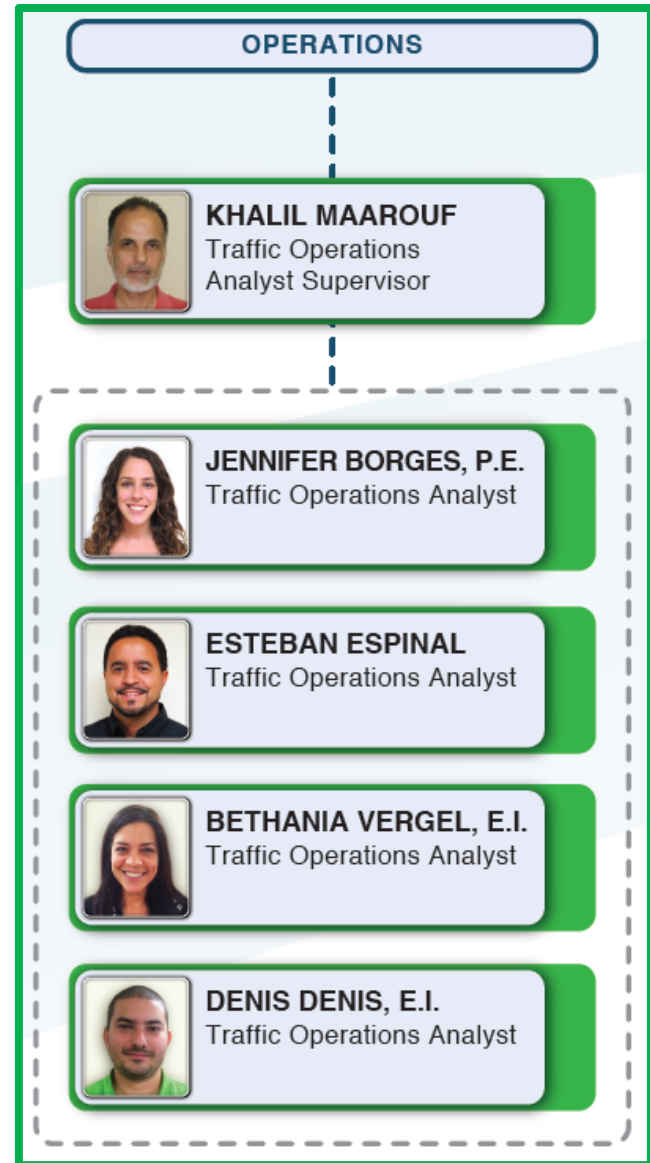 OPERATIONS
KHALIL MAAROUF
Traffic Operations
Analyst Supervisor
JENNIFER BORGES, P.E.
Traffic Operations Analyst
ESTEBAN ESPINAL
Traffic Operations Analyst
BETHANIA VERGEL, E.I.
Traffic Operations Analyst
DENIS DENIS, E.I.
Traffic Operations Analyst